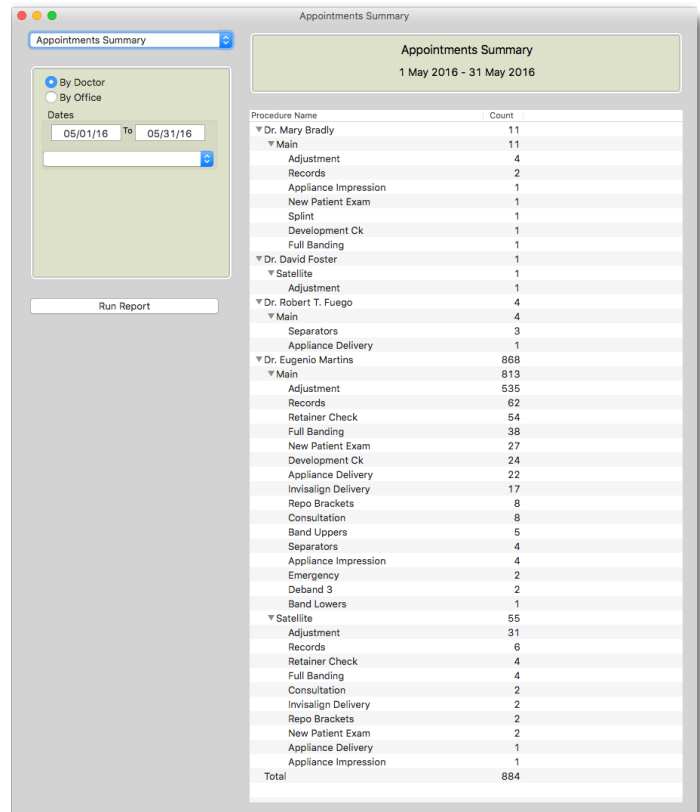 Appointments Summary
Appointments Summary
By Doctor
By Office
Dates
05/01/16 To 05/31/16
Run Report
Appointments Summary
1 May 2016 - 31 May 2016
Procedure Name Count
Dr. Mary Bradly 11
Main 11
Adjustment 4
Records 2
Appliance Impression 1
New Patient Exam 1
Splint 1
Development Ck 1
Full Banding 1
Dr. David Foster 1
Satellite 1
Adjustment 1
Dr. Robert T. Fuego 4
Main 4
Separators 3
Appliance Delivery 1
Dr. Eugenio Martins 868
Main 813
Adjustment 535
Records 62
Retainer Check 54
Full Banding 38
New Patient Exam 27
Development Ck 24
Appliance Delivery 22
Invisalign Delivery 17
Repo Brackets 8
Consultation 8
Band Uppers 5
Separators 4
Appliance Impression 4
Emergency 2
Deband 3 2
Band Lowers 1
Satellite 55
Adjustment 31
Records 6
Retainer Check 4
Full Banding 4
Consultation 2
Invisalign Delivery 2
Repo Brackets 2
New Patient Exam 2
Appliance Delivery 1
Appliance Impression 1
Total 884